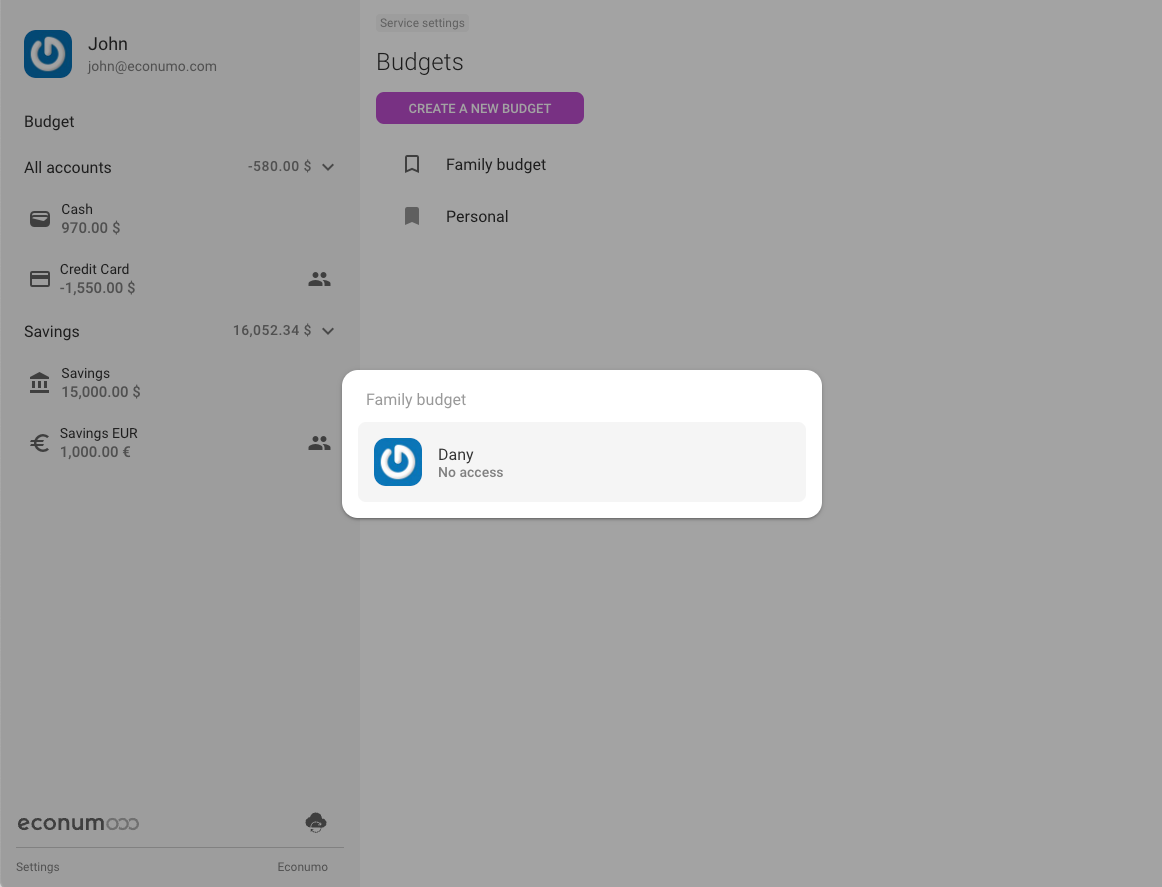 John
john@econumo.com
Budget
All accounts -580.00 $
Cash
970.00 $
Credit Card
-1,550.00 $
Savings 16,052.34 $
Savings
15,000.00 $
Savings EUR
1,000.00 €
econumo
Settings Econumo
Service settings
Budgets
CREATE A NEW BUDGET
Family budget
Personal
Family budget
Dany
No access